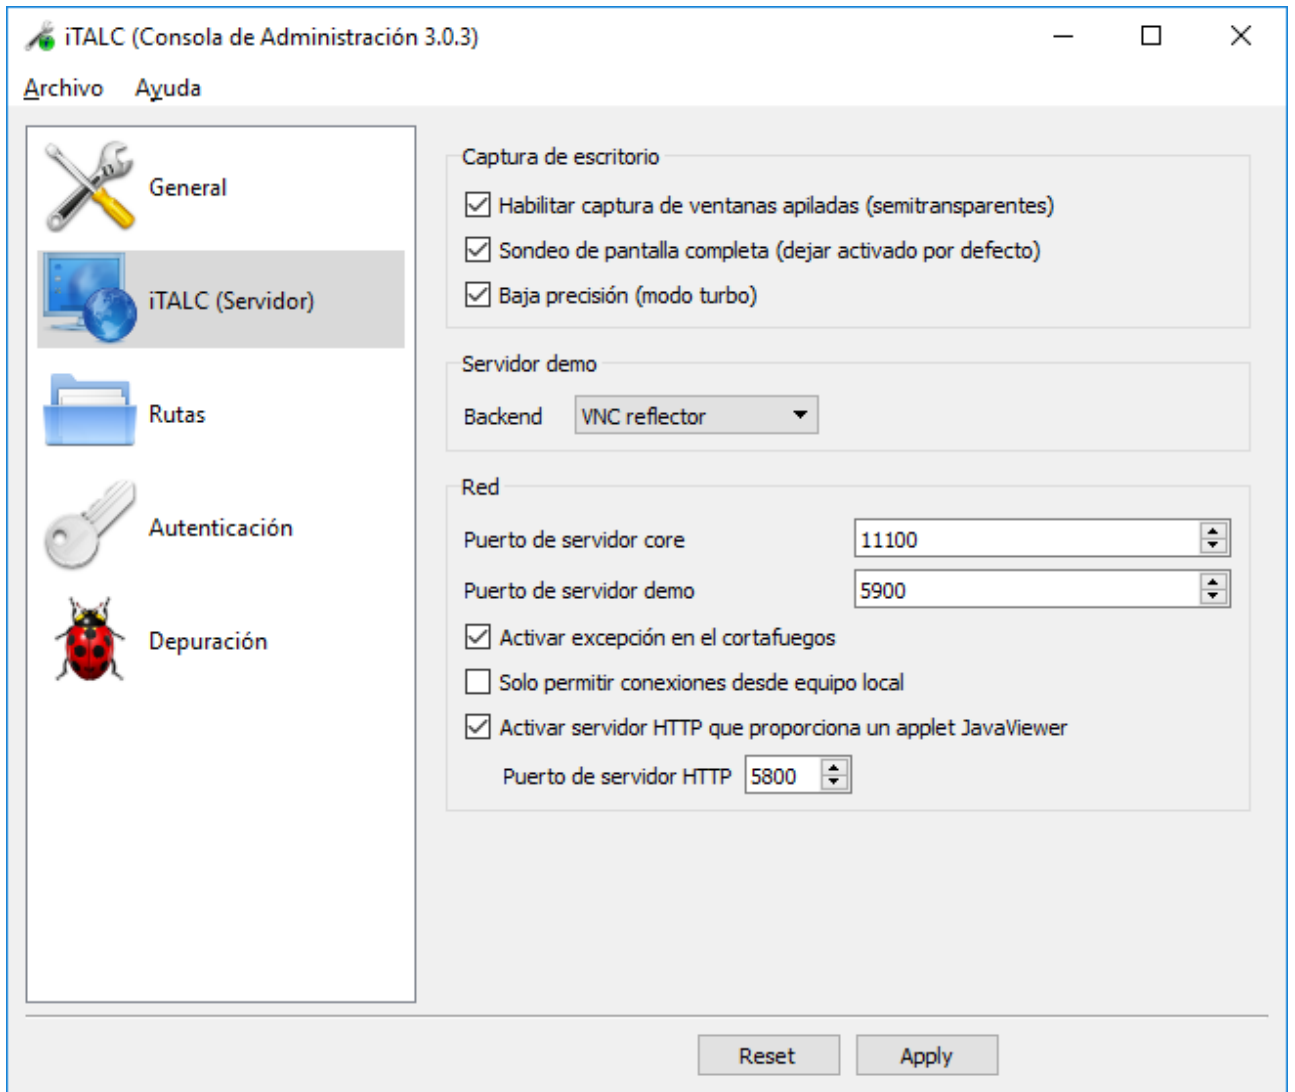 iTALC (Consola de Administración 3.0.3)
Archivo Ayuda
General
iTALC (Servidor)
Rutas
Autenticación
Depuración
Captura de escritorio
Habilitar captura de ventanas apiladas (semitransparentes)
Sondeo de pantalla completa (dejar activado por defecto)
Baja precisión (modo turbo)
Servidor demo
Backend VNC reflector
Red
Puerto de servidor core 11100
Puerto de servidor demo 5900
Activar excepción en el cortafuegos
Solo permitir conexiones desde equipo local
Activar servidor HTTP que proporciona un applet JavaViewer
Puerto de servidor HTTP 5800
Reset Apply